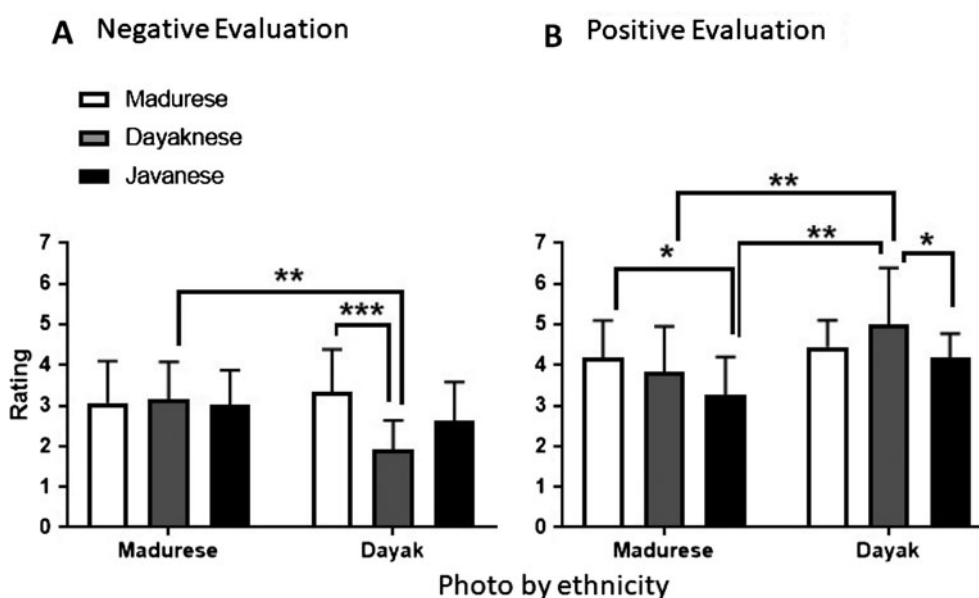 A Negative Evaluation
Madurese
Dayaknese
Javanese
Rating
7
6
5
4
3
2
1
0
**
***
Madurese
Dayak
B Positive Evaluation
7
6
5
4
3
2
1
0
**
**
*
*
Madurese
Dayak
Photo by ethnicity